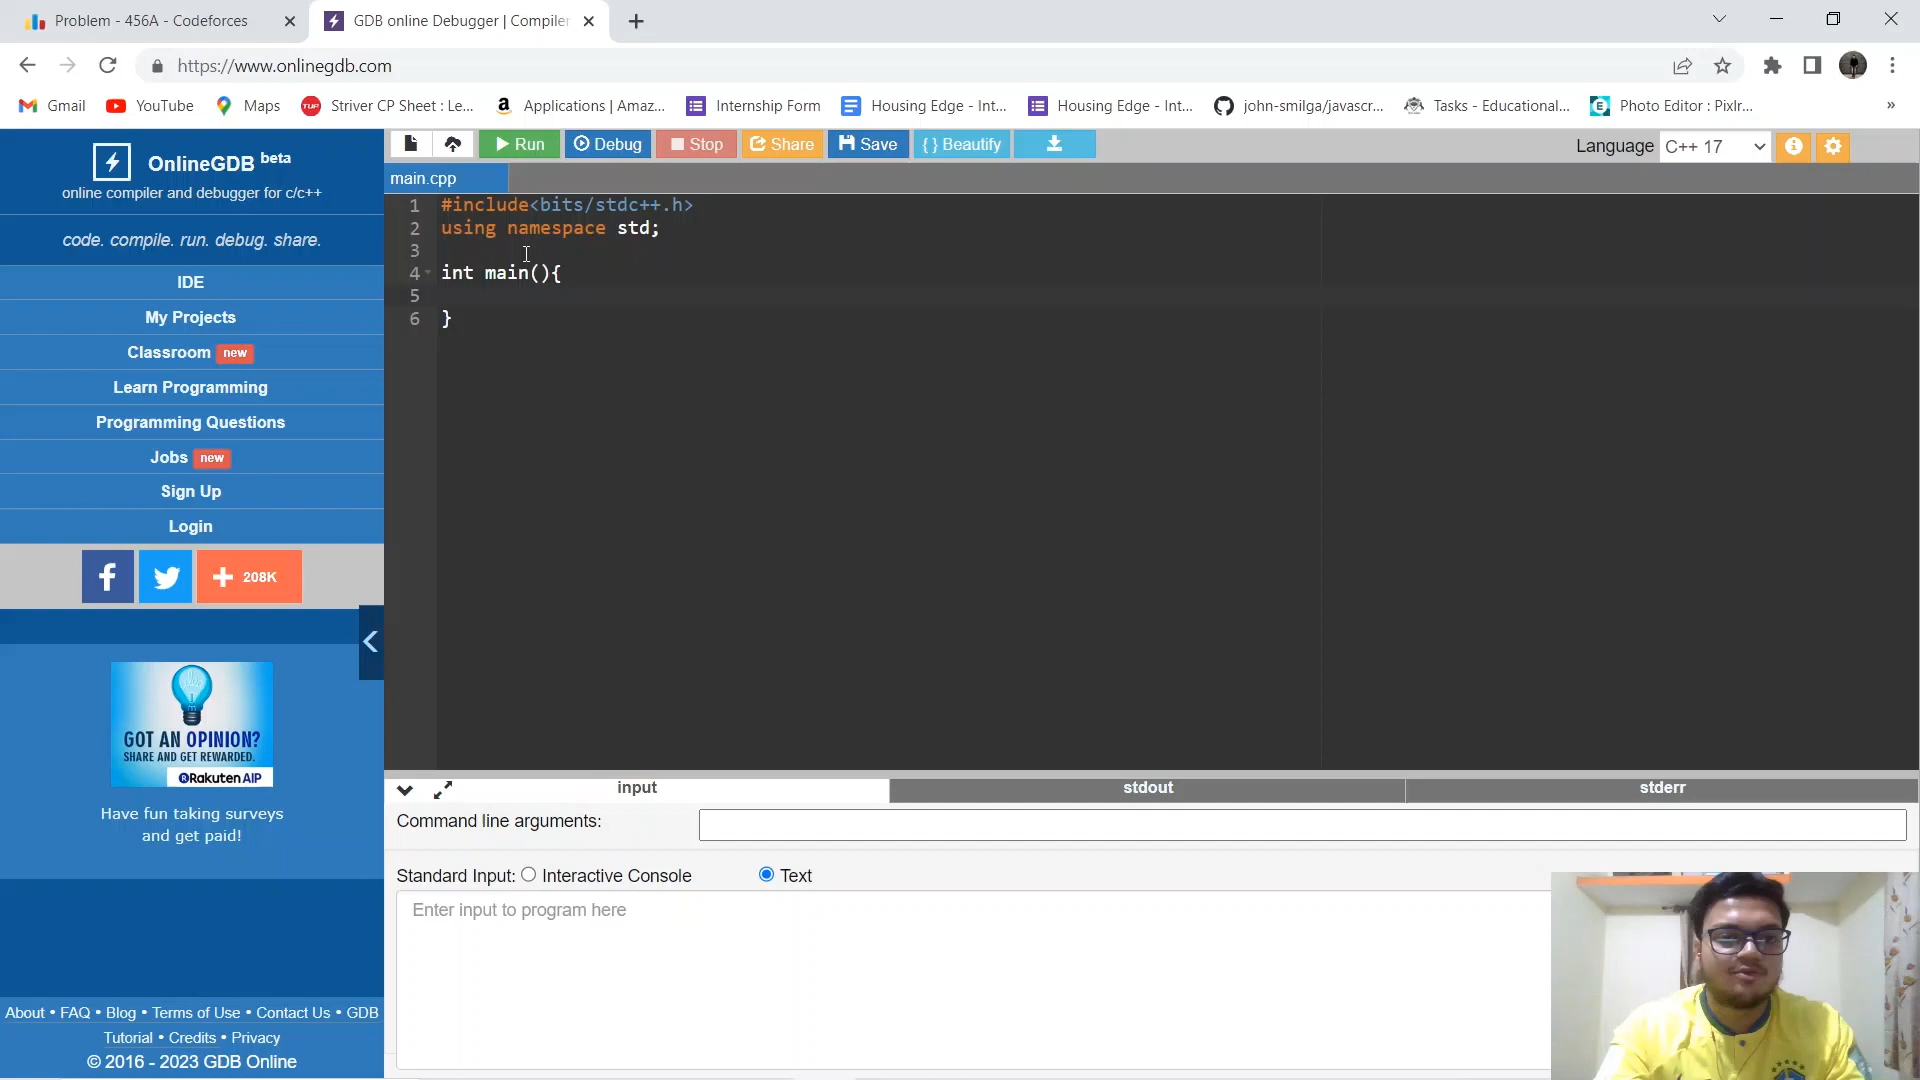 Problem - 456A - Codeforces
GDB online Debugger | Compiler
https://www.onlinegdb.com
Gmail
YouTube
Maps
TUF
Striver CP Sheet : Le...
Applications | Amaz...
Internship Form
Housing Edge - Int...
Housing Edge - Int...
john-smilga/javascr...
Tasks - Educational...
Photo Editor : Pixlr...
»
OnlineGDB beta
online compiler and debugger for c/c++
code. compile. run. debug. share.
IDE
My Projects
Classroom new
Learn Programming
Programming Questions
Jobs new
Sign Up
Login
208K
GOT AN OPINION?
SHARE AND GET REWARDED.
Rakuten AIP
Have fun taking surveys
and get paid!
About • FAQ • Blog • Terms of Use • Contact Us • GDB
Tutorial • Credits • Privacy
© 2016 - 2023 GDB Online
Run
Debug
Stop
Share
Save
{ } Beautify
Language C++ 17
main.cpp
1 #include<bits/stdc++.h>
2 using namespace std;
3
4 int main(){
5
6 }
input
stdout
stderr
Command line arguments:
Standard Input: Interactive Console Text
Enter input to program here